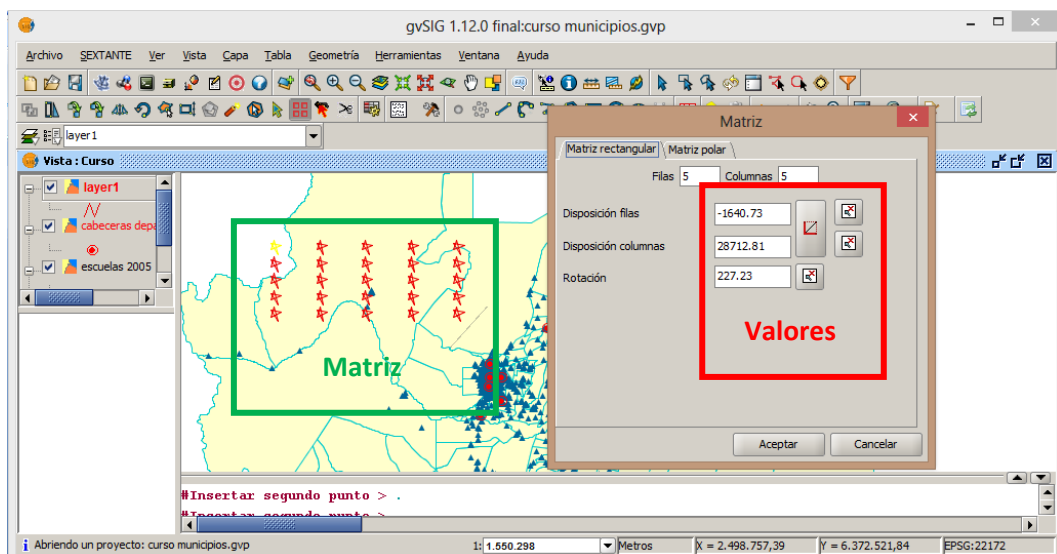 gvSIG 1.12.0 final:curso municipios.gvp
Archivo SEXTANTE Ver Vista Capa Tabla Geometría Herramientas Ventana Ayuda
layer1
Matriz
Vista : Curso
Matriz rectangular Matriz polar
Filas 5 Columnas 5
layer1
cabeceras depa
escuelas 2005
Disposición filas -1640.73
Disposición columnas 28712.81
Rotación 227.23
Valores
Matriz
Aceptar Cancelar
#Insertar segundo punto > .
#Insertar segundo punto >
Abriendo un proyecto: curso municipios.gvp 1: 1.550.298 Metros X = 2.498.757,39 Y = 6.372.521,84 EPSG:22172